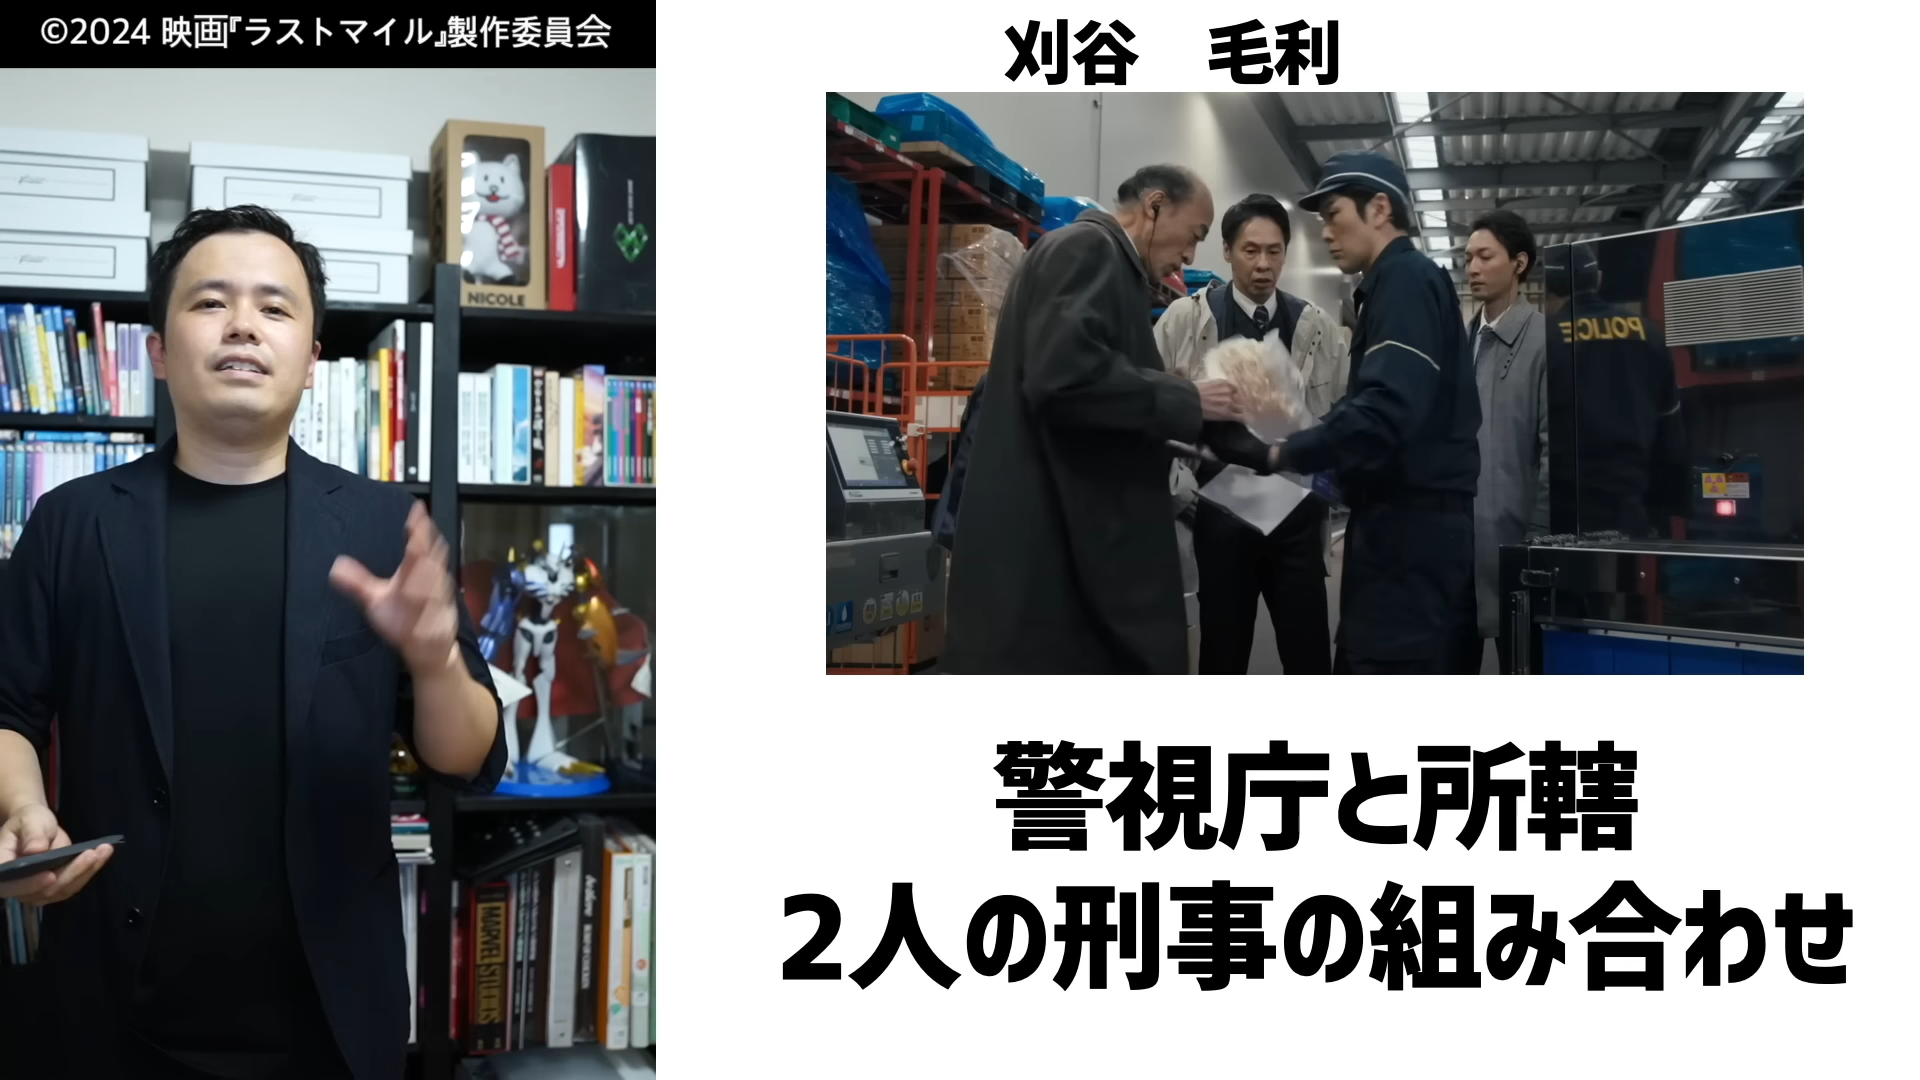 ©2024 映画『ラストマイル』製作委員会
刈谷　毛利
NICOLE
POLICE
MARVEL STUDIOS
警視庁と所轄
2人の刑事の組み合わせ